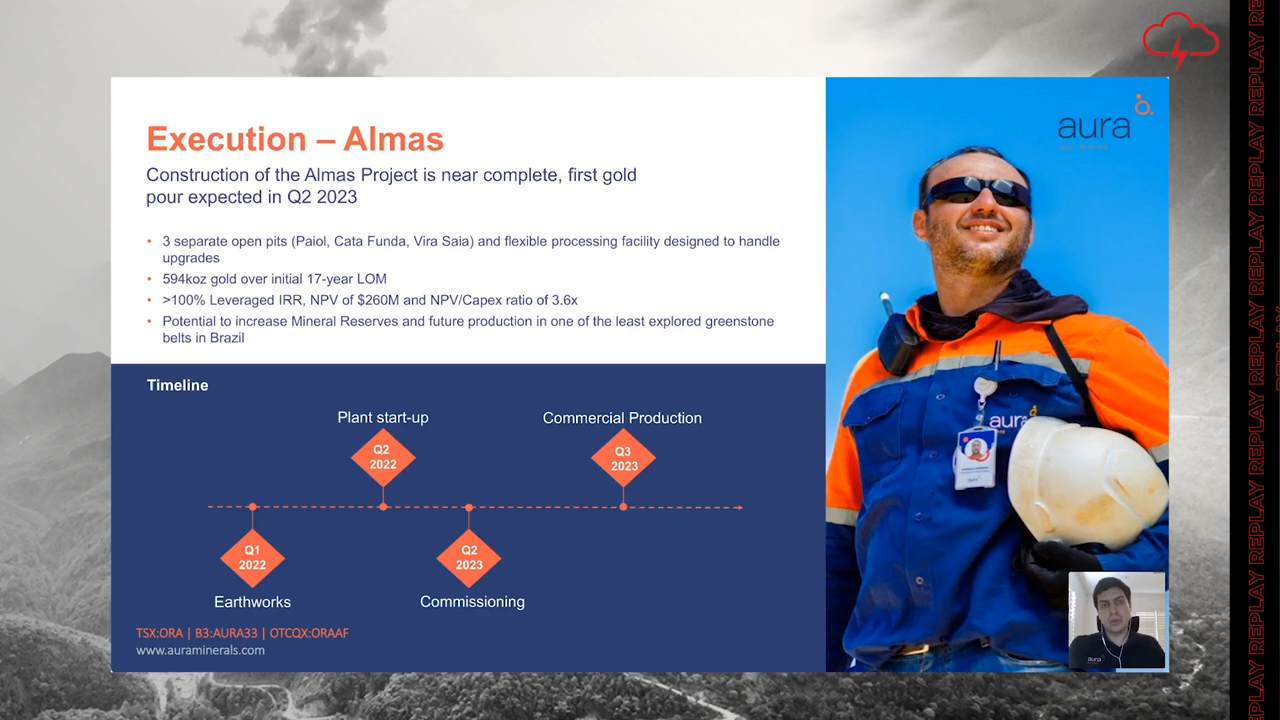 Execution – Almas
Construction of the Almas Project is near complete, first gold
pour expected in Q2 2023
• 3 separate open pits (Paiol, Cata Funda, Vira Saia) and flexible processing facility designed to handle
upgrades
• 594koz gold over initial 17-year LOM
• >100% Leveraged IRR, NPV of $260M and NPV/Capex ratio of 3.6x
• Potential to increase Mineral Reserves and future production in one of the least explored greenstone
belts in Brazil
Timeline
Plant start-up
Commercial Production
Q2
2022
Q3
2023
Q1
2022
Q2
2023
Earthworks
Commissioning
TSX:ORA | B3:AURA33 | OTCQX:ORAAF
www.auraminerals.com
aura
aura
aura
aura
REPLAY REPLAY REPLAY REPLAY REPLAY REPLAY REPLAY REPLAY